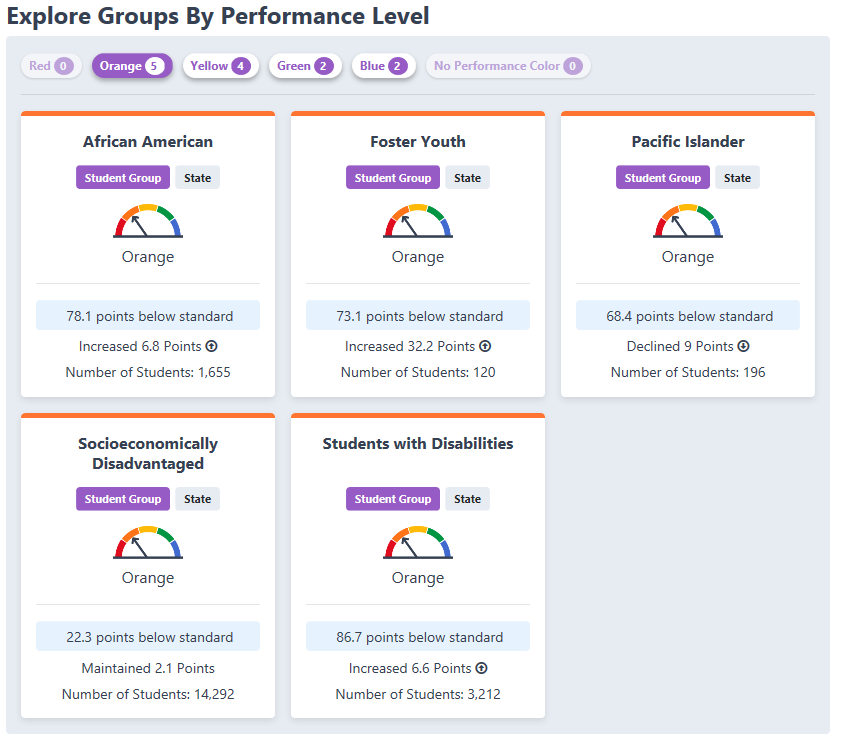 Explore Groups By Performance Level
Red 0
Orange 5
Yellow 4
Green 2
Blue 2
No Performance Color 0
African American
Student Group State
Orange
78.1 points below standard
Increased 6.8 Points
Number of Students: 1,655
Foster Youth
Student Group State
Orange
73.1 points below standard
Increased 32.2 Points
Number of Students: 120
Pacific Islander
Student Group State
Orange
68.4 points below standard
Declined 9 Points
Number of Students: 196
Socioeconomically
Disadvantaged
Student Group State
Orange
22.3 points below standard
Maintained 2.1 Points
Number of Students: 14,292
Students with Disabilities
Student Group State
Orange
86.7 points below standard
Increased 6.6 Points
Number of Students: 3,212